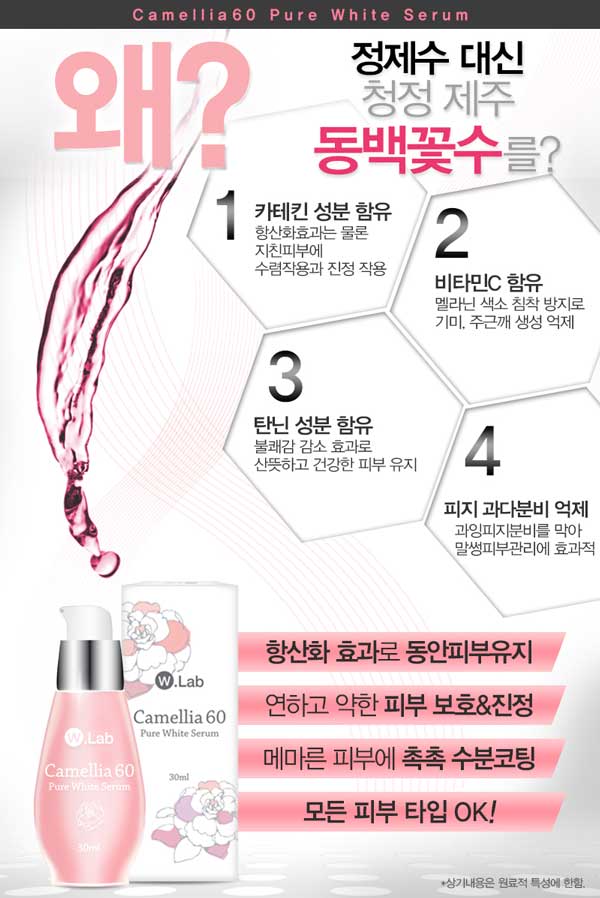 Camellia60 Pure White Serum
왜?
정제수 대신
청정 제주
동백꽃수를?
1
카테킨 성분 함유
항산화효과는 물론
지친피부에
수렴작용과 진정 작용
2
비타민C 함유
멜라닌 색소 침착 방지로
기미, 주근깨 생성 억제
3
탄닌 성분 함유
불쾌감 감소 효과로
산뜻하고 건강한 피부 유지
4
피지 과다분비 억제
과잉피지분비를 막아
말썽피부관리에 효과적
항산화 효과로 동안피부유지
연하고 약한 피부 보호&진정
메마른 피부에 촉촉 수분코팅
모든 피부 타입 OK!
W.Lab
Camellia 60
Pure White Serum
30ml
W.Lab
Camellia 60
Pure White Serum
30ml
*상기내용은 원료적 특성에 한함.